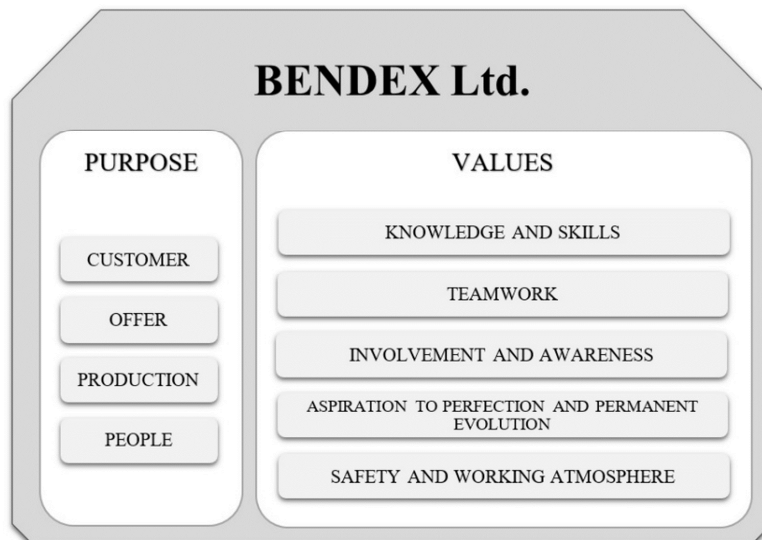 BENDEX Ltd.
PURPOSE
CUSTOMER
OFFER
PRODUCTION
PEOPLE
VALUES
KNOWLEDGE AND SKILLS
TEAMWORK
INVOLVEMENT AND AWARENESS
ASPIRATION TO PERFECTION AND PERMANENT
EVOLUTION
SAFETY AND WORKING ATMOSPHERE